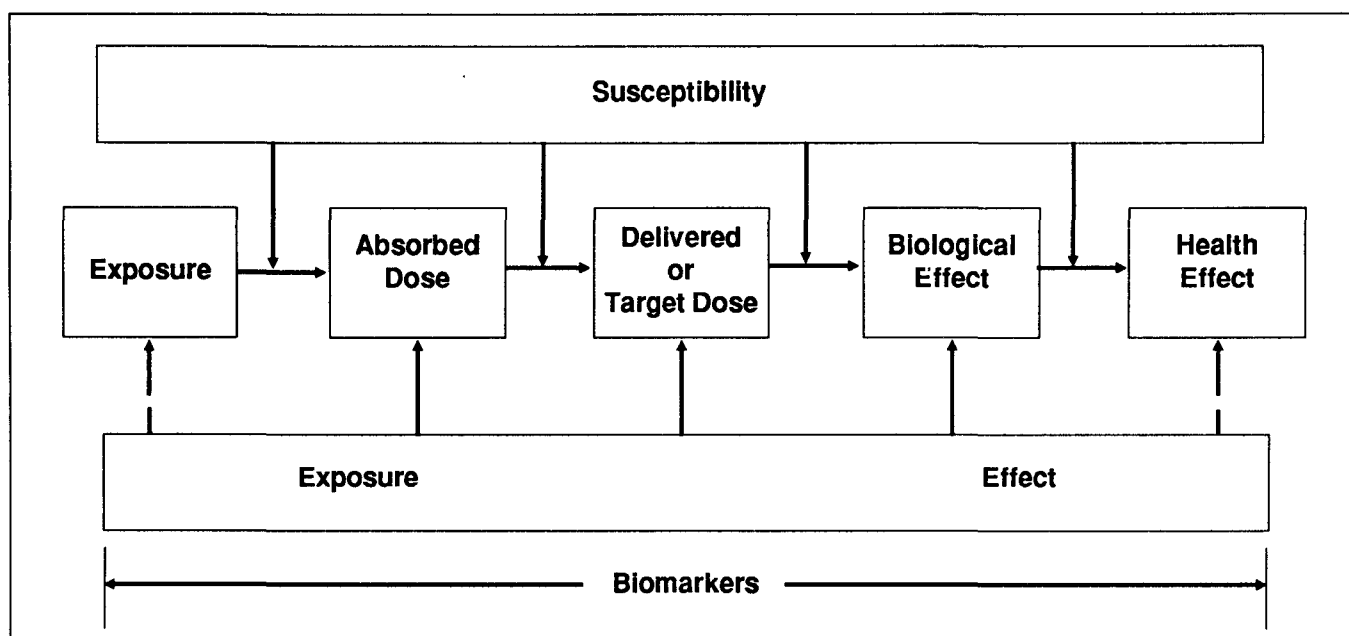 Susceptibility
Exposure
Absorbed
Dose
Delivered
or
Target Dose
Biological
Effect
Health
Effect
Exposure
Effect
Biomarkers